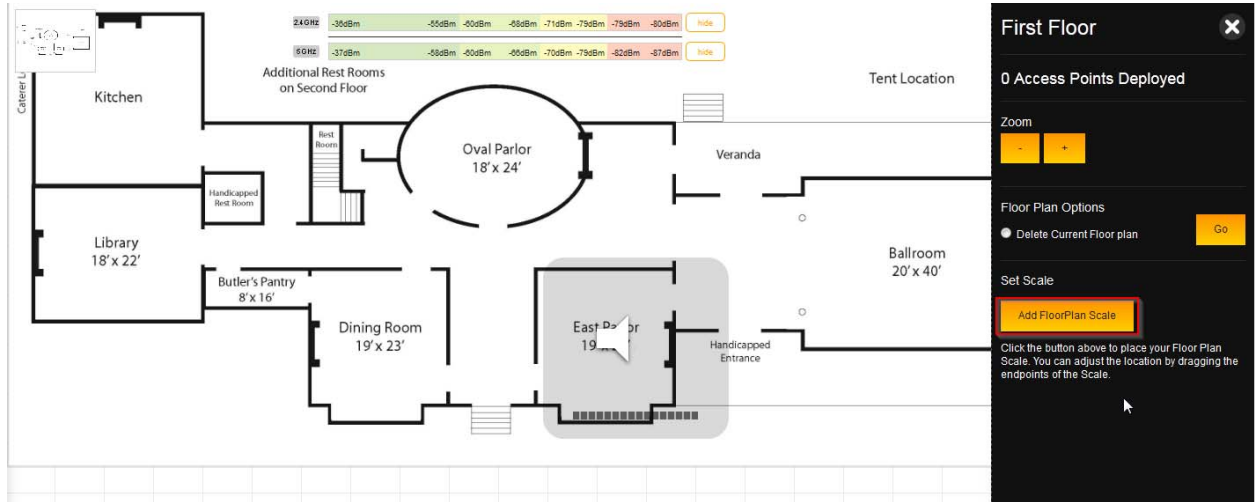 2.4GHZ -36dBm -55dBm -60dBm -68dBm -71dBm -79dBm -79dBm -80dBm hide
5GHZ -37dBm -58dBm -60dBm -66dBm -70dBm -79dBm -82dBm -87dBm hide
Additional Rest Rooms
on Second Floor
Tent Location
Caterer
Kitchen
Rest
Room
Oval Parlor
18' x 24'
Veranda
Handicapped
Rest Room
Library
18' x 22'
Butler's Pantry
8' x 16'
Ballroom
20' x 40'
Dining Room
19' x 23'
East
19'
Handicapped
Entrance
First Floor
0 Access Points Deployed
Zoom
- +
Floor Plan Options
Delete Current Floor plan
Go
Set Scale
Add FloorPlan Scale
Click the button above to place your Floor Plan
Scale. You can adjust the location by dragging the
endpoints of the Scale.